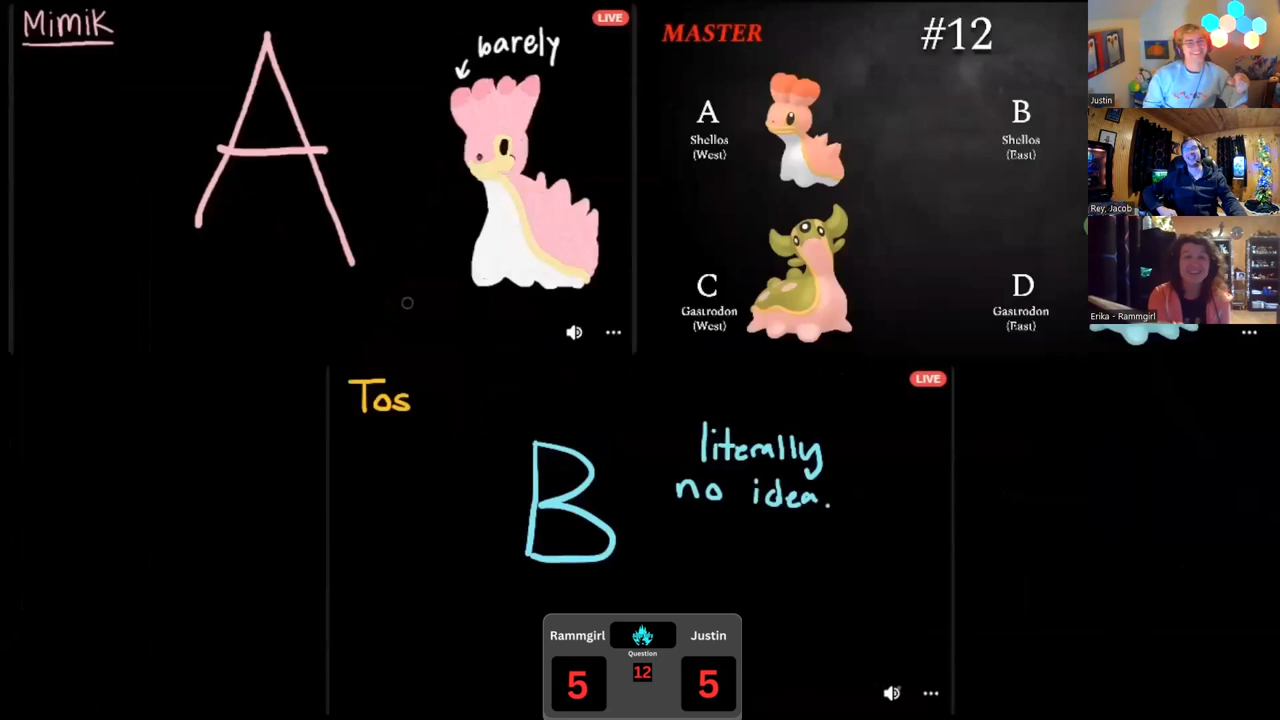 Mimik
LIVE
A
barely
MASTER
#12
A
Shellos
(West)
B
Shellos
(East)
C
Gastrodon
(West)
D
Gastrodon
(East)
Justin
Rey, Jacob
Erika - Rammgirl
Tos
LIVE
B
literally
no idea.
Rammgirl
Justin
Question
5
12
5